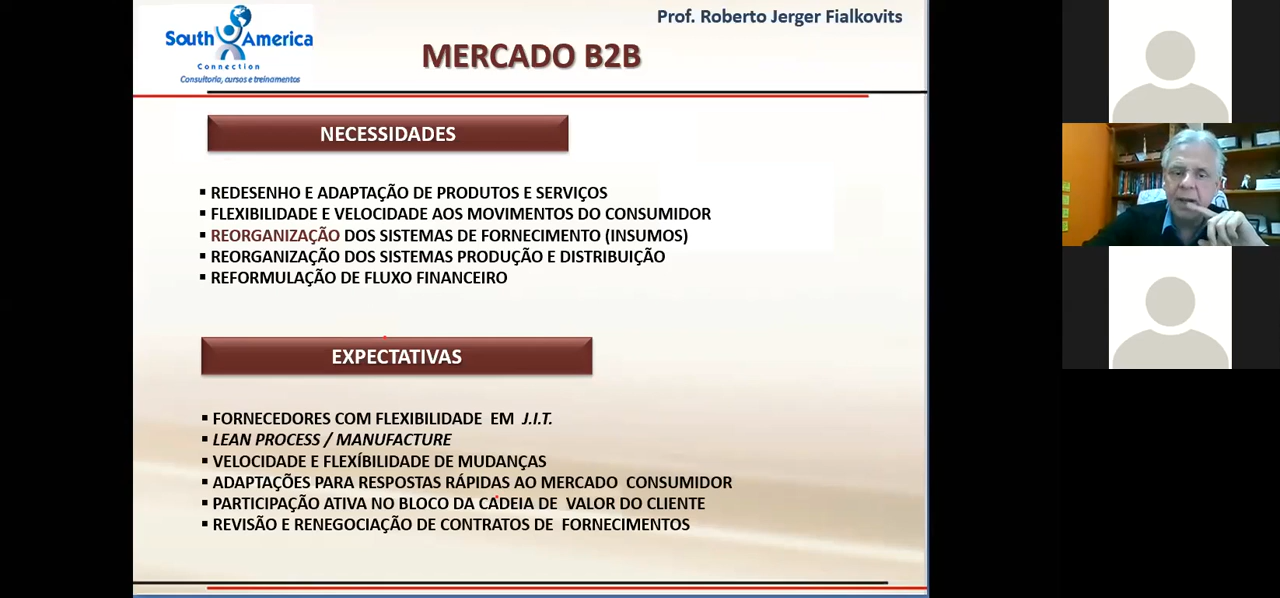 Prof. Roberto Jerger Fialkovits
South America
Connection
Consultoria, cursos e treinamentos
MERCADO B2B
NECESSIDADES
▪ REDESENHO E ADAPTAÇÃO DE PRODUTOS E SERVIÇOS
▪ FLEXIBILIDADE E VELOCIDADE AOS MOVIMENTOS DO CONSUMIDOR
▪ REORGANIZAÇÃO DOS SISTEMAS DE FORNECIMENTO (INSUMOS)
▪ REORGANIZAÇÃO DOS SISTEMAS PRODUÇÃO E DISTRIBUIÇÃO
▪ REFORMULAÇÃO DE FLUXO FINANCEIRO
EXPECTATIVAS
▪ FORNECEDORES COM FLEXIBILIDADE EM J.I.T.
▪ LEAN PROCESS / MANUFACTURE
▪ VELOCIDADE E FLEXÍBILIDADE DE MUDANÇAS
▪ ADAPTAÇÕES PARA RESPOSTAS RÁPIDAS AO MERCADO CONSUMIDOR
▪ PARTICIPAÇÃO ATIVA NO BLOCO DA CADEIA DE VALOR DO CLIENTE
▪ REVISÃO E RENEGOCIAÇÃO DE CONTRATOS DE FORNECIMENTOS